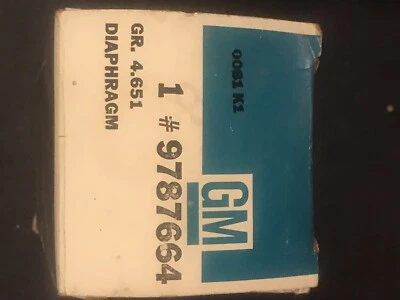 0081 K1
GM
1 # 9787664
GR. 4.651
DIAPHRAGM